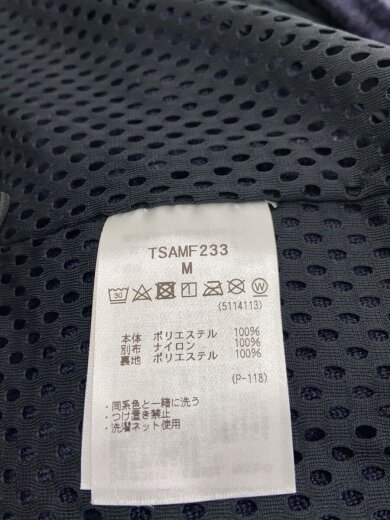 TSAMF233
M
30
(5114113)
本体 ポリエステル 100%
別布 ナイロン 100%
裏地 ポリエステル 100%
(P-118)
・同系色と一緒に洗う
・つけ置き禁止
・洗濯ネット使用